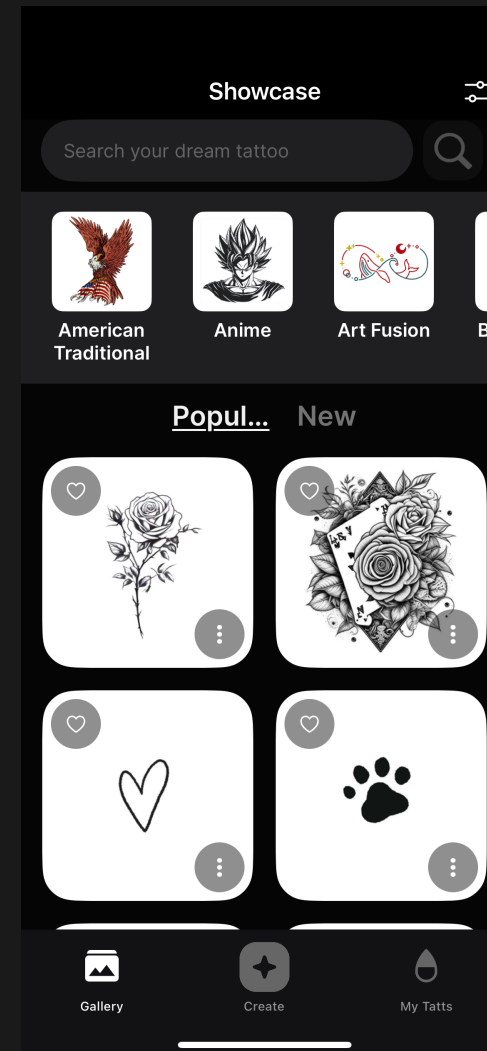 Showcase
Search your dream tattoo
American
Traditional
Anime
Art Fusion
B
Popul...
New
Gallery
Create
My Tatts